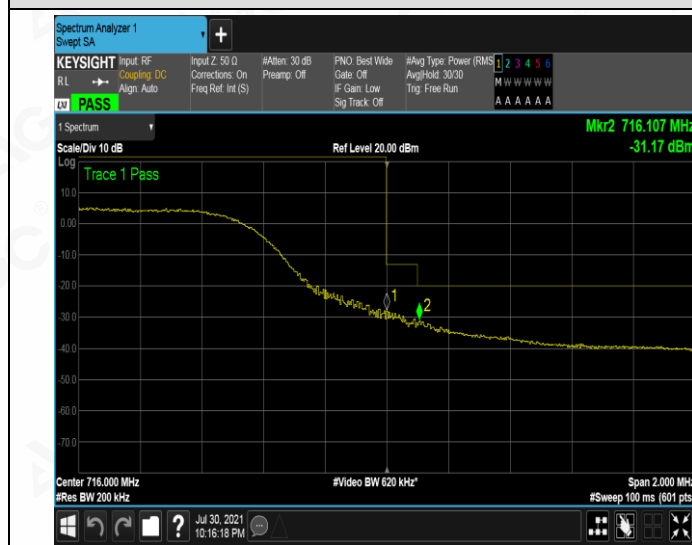 Spectrum Analyzer 1
Swept SA
+
KEYSIGHT Input: RF Input Z: 50 Ω #Atten: 30 dB PNO: Best Wide #Avg Type: Power (RMS 1 2 3 4 5 6
RL Coupling: DC Corrections: On Preamp: Off Gate: Off Avg|Hold: 30/30 M W W W W W
Align: Auto Freq Ref: Int (S) IF Gain: Low Trig: Free Run
LXI PASS Sig Track: Off A A A A A A
1 Spectrum Mkr2 716.107 MHz
Scale/Div 10 dB Ref Level 20.00 dBm -31.17 dBm
Log
Trace 1 Pass
10.0
0.00
-10.0
-20.0
1
2
-30.0
-40.0
-50.0
-60.0
-70.0
Center 716.000 MHz #Video BW 620 kHz* Span 2.000 MHz
#Res BW 200 kHz #Sweep 100 ms (601 pts
? Jul 30, 2021
10:16:18 PM